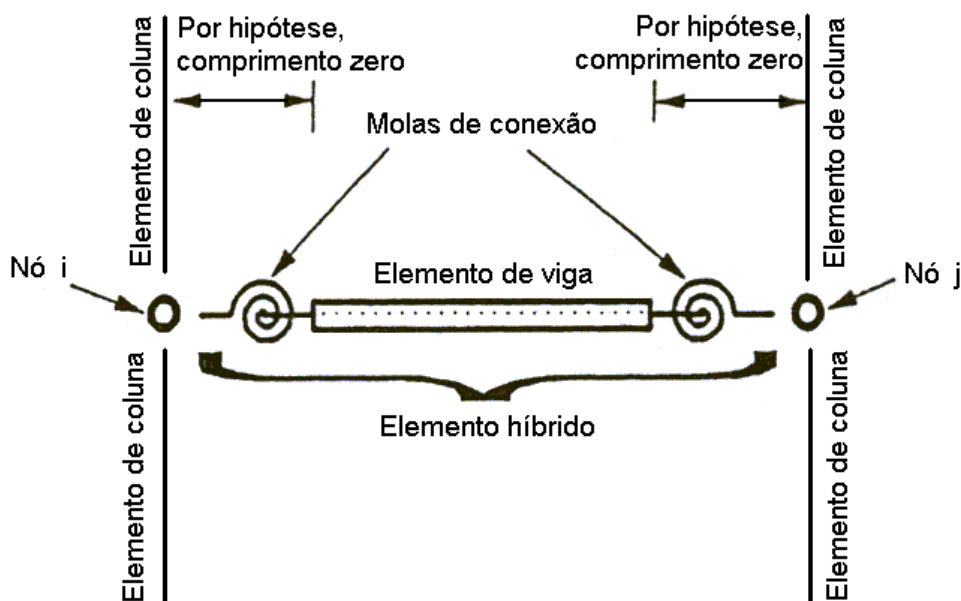 Por hipótese,
comprimento zero
Por hipótese,
comprimento zero
Elemento de coluna
Elemento de coluna
Molas de conexão
Nó i
Elemento de viga
Nó j
Elemento híbrido
Elemento de coluna
Elemento de coluna